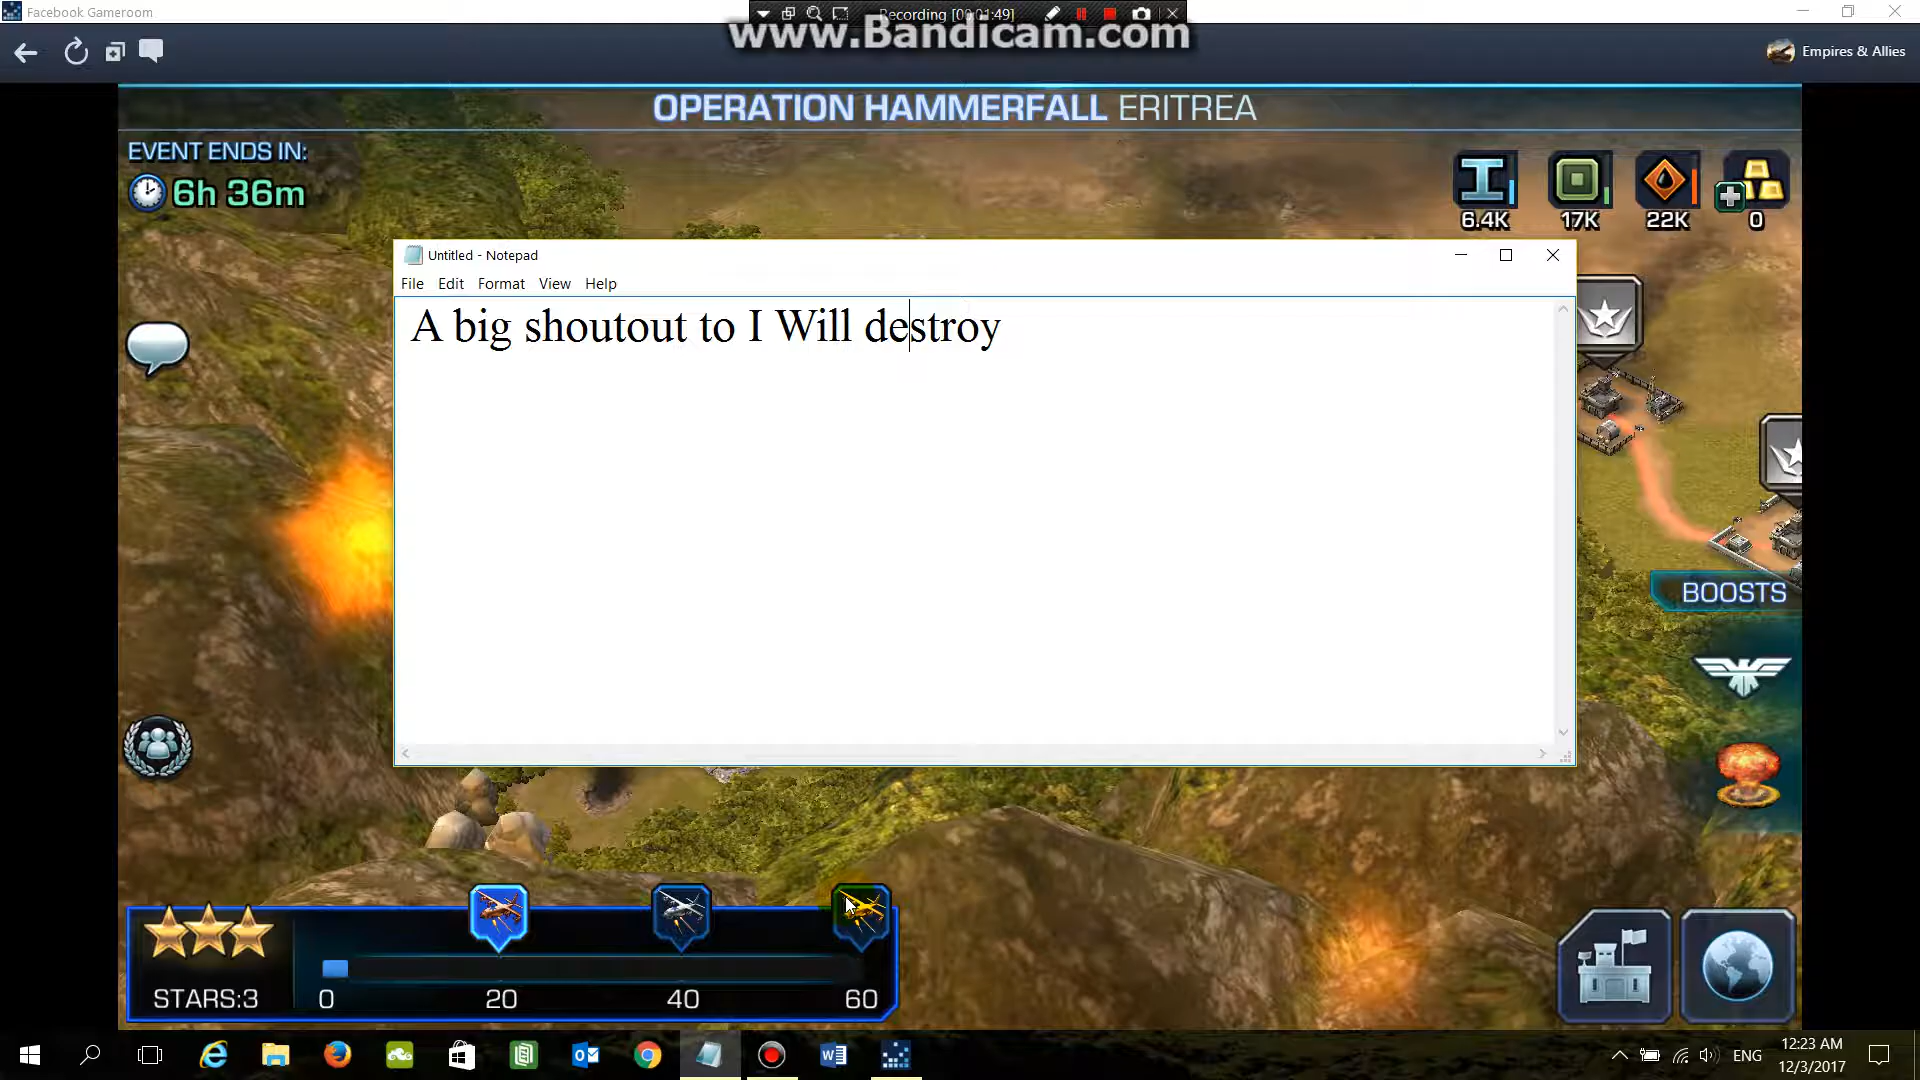 Facebook Gameroom
Recording [00:01:49]
www.Bandicam.com
Empires & Allies
OPERATION HAMMERFALL ERITREA
EVENT ENDS IN:
6h 36m
6.4K
17K
22K
0
Untitled - Notepad
File Edit Format View Help
A big shoutout to I Will destroy
BOOSTS
STARS:3
0
20
40
60
ENG
12:23 AM
12/3/2017